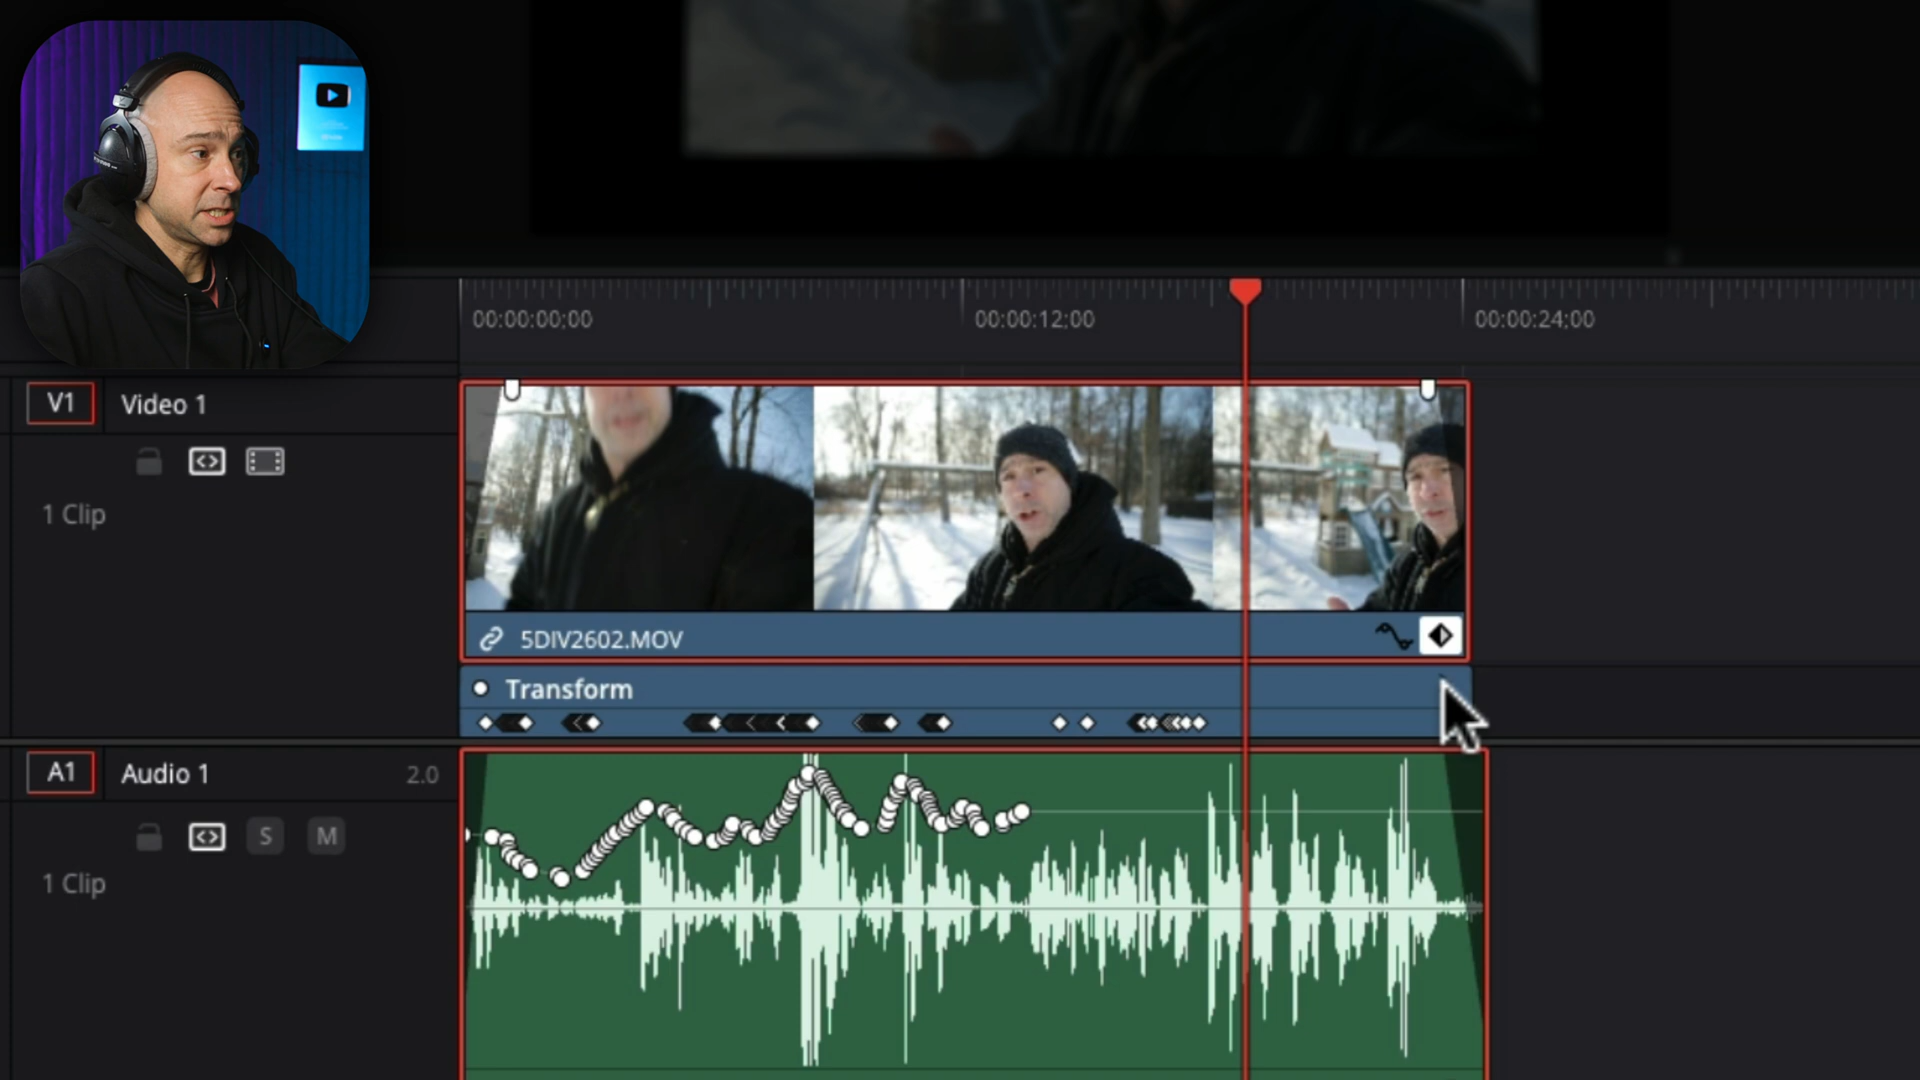 00:00:00;00
00:00:12;00
00:00:24;00
V1
Video 1
1 Clip
5DIV2602.MOV
Transform
A1
Audio 1
2.0
S
M
1 Clip